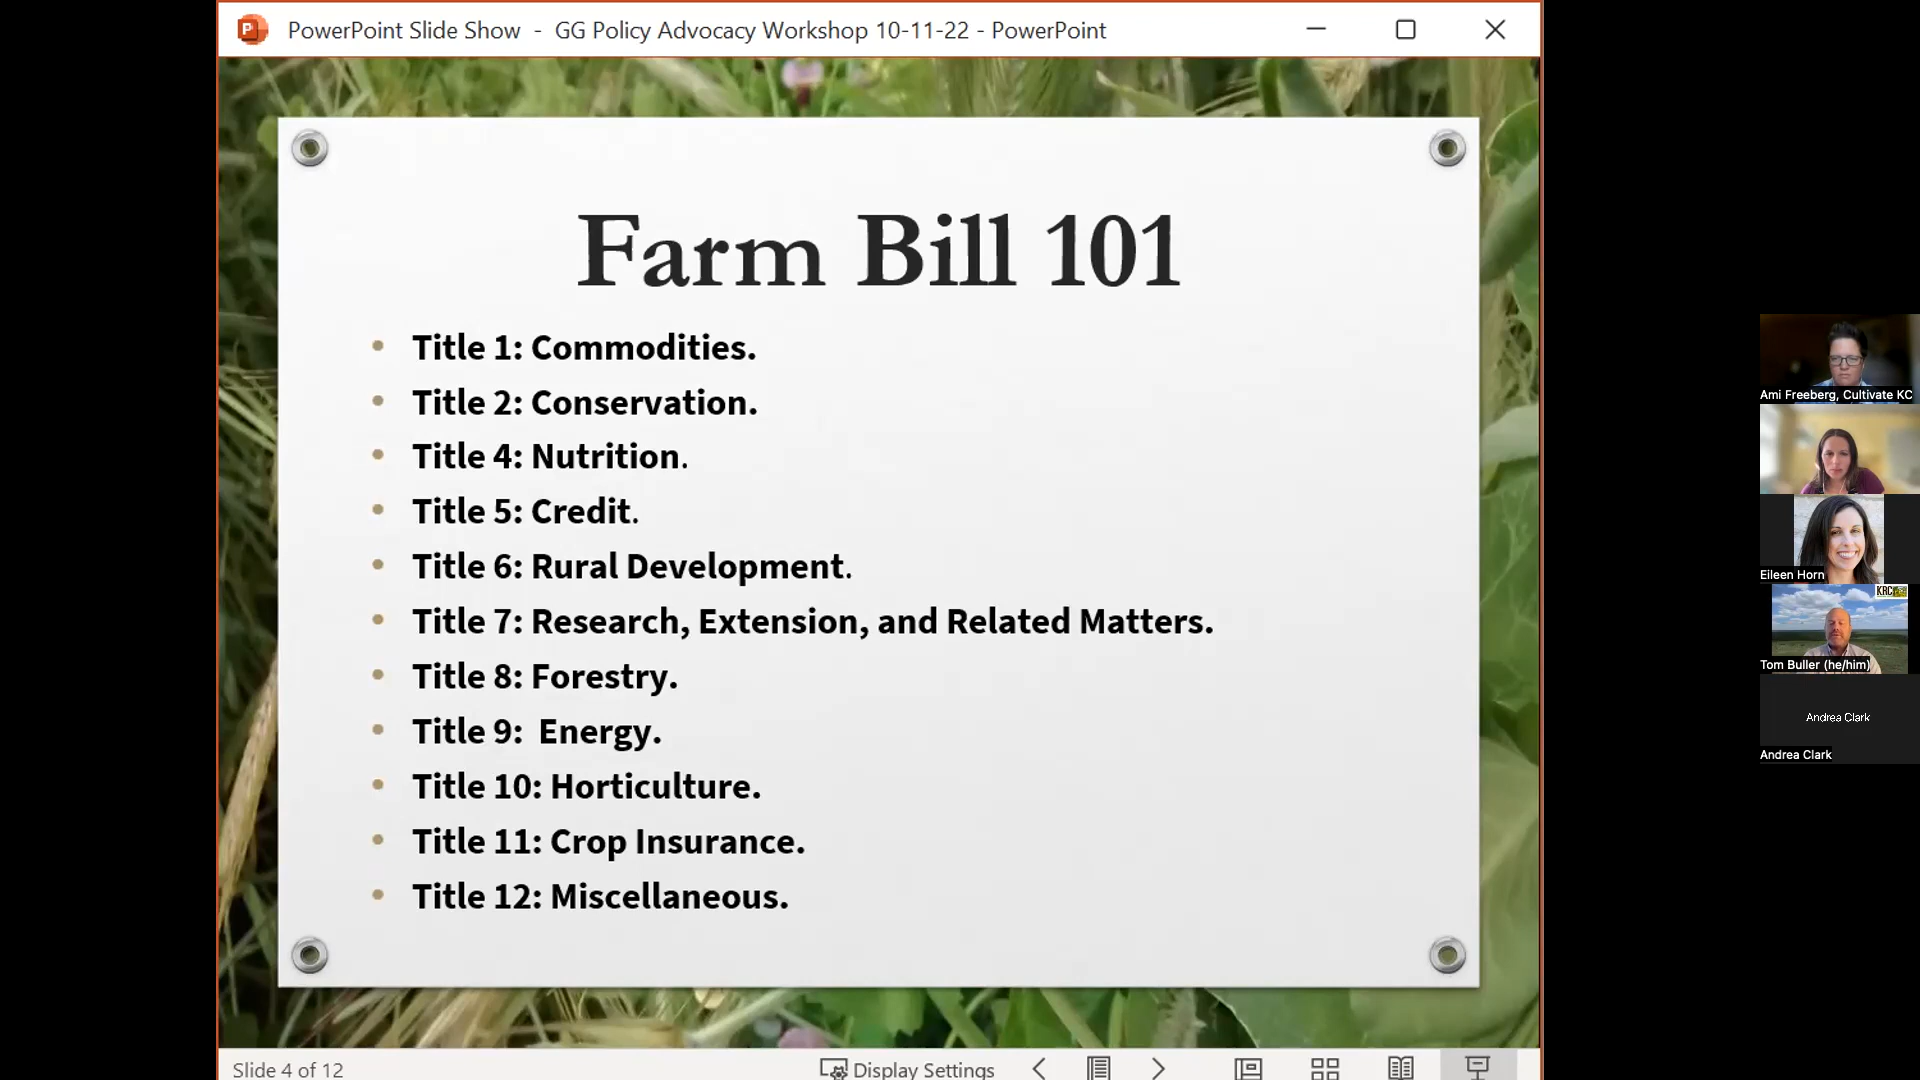 PowerPoint Slide Show - GG Policy Advocacy Workshop 10-11-22 - PowerPoint
Farm Bill 101
• Title 1: Commodities.
• Title 2: Conservation.
• Title 4: Nutrition.
• Title 5: Credit.
• Title 6: Rural Development.
• Title 7: Research, Extension, and Related Matters.
• Title 8: Forestry.
• Title 9:  Energy.
• Title 10: Horticulture.
• Title 11: Crop Insurance.
• Title 12: Miscellaneous.
Slide 4 of 12
Display Settings
Ami Freeberg, Cultivate KC
Eileen Horn
KRC
Tom Buller (he/him)
Andrea Clark
Andrea Clark